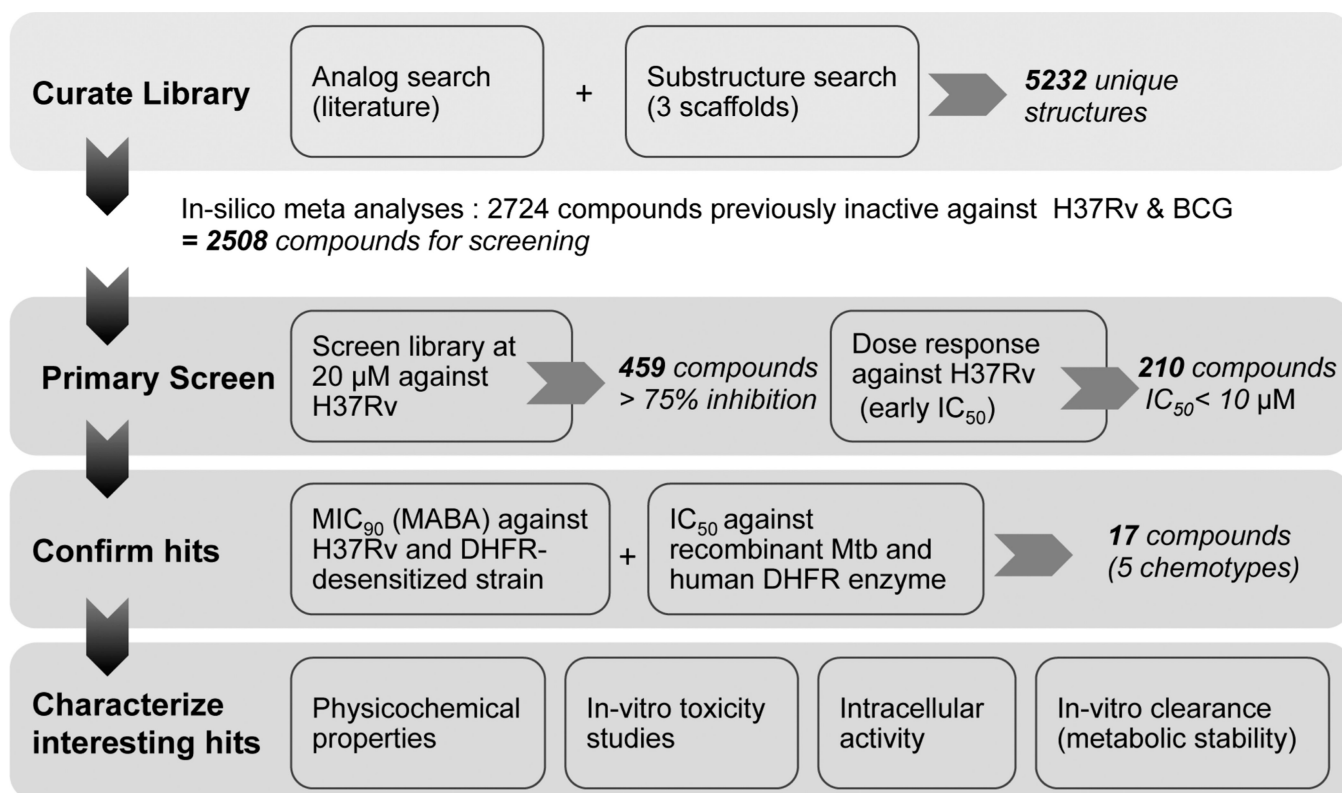 Curate Library
Analog search
(literature)
+
Substructure search
(3 scaffolds)
5232 unique
structures
In-silico meta analyses : 2724 compounds previously inactive against H37Rv & BCG
= 2508 compounds for screening
Primary Screen
Screen library at
20 µM against
H37Rv
459 compounds
> 75% inhibition
Dose response
against H37Rv
(early IC50)
210 compounds
IC50< 10 µM
Confirm hits
MIC90 (MABA) against
H37Rv and DHFR-
desensitized strain
+
IC50 against
recombinant Mtb and
human DHFR enzyme
17 compounds
(5 chemotypes)
Characterize
interesting hits
Physicochemical
properties
In-vitro toxicity
studies
Intracellular
activity
In-vitro clearance
(metabolic stability)